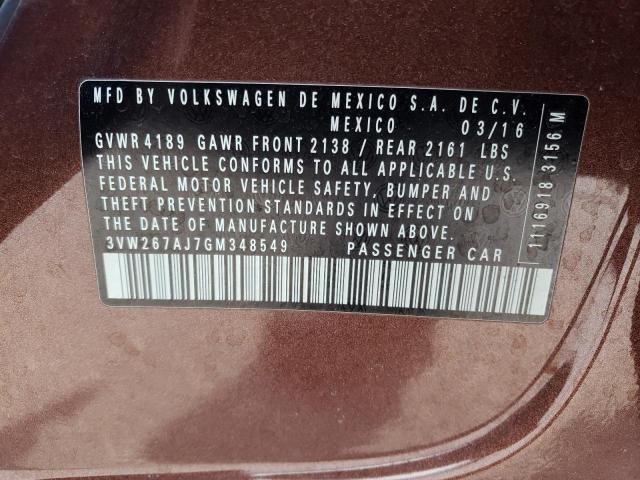 MFD BY VOLKSWAGEN DE MEXICO S.A. DE C.V.
MEXICO 03/16
GVWR 4189 GAWR FRONT 2138 / REAR 2161 LBS
THIS VEHICLE CONFORMS TO ALL APPLICABLE U.S.
FEDERAL MOTOR VEHICLE SAFETY, BUMPER AND
THEFT PREVENTION STANDARDS IN EFFECT ON
THE DATE OF MANUFACTURE SHOWN ABOVE.
3VW267AJ7GM348549 PASSENGER CAR
1116918 3156 M